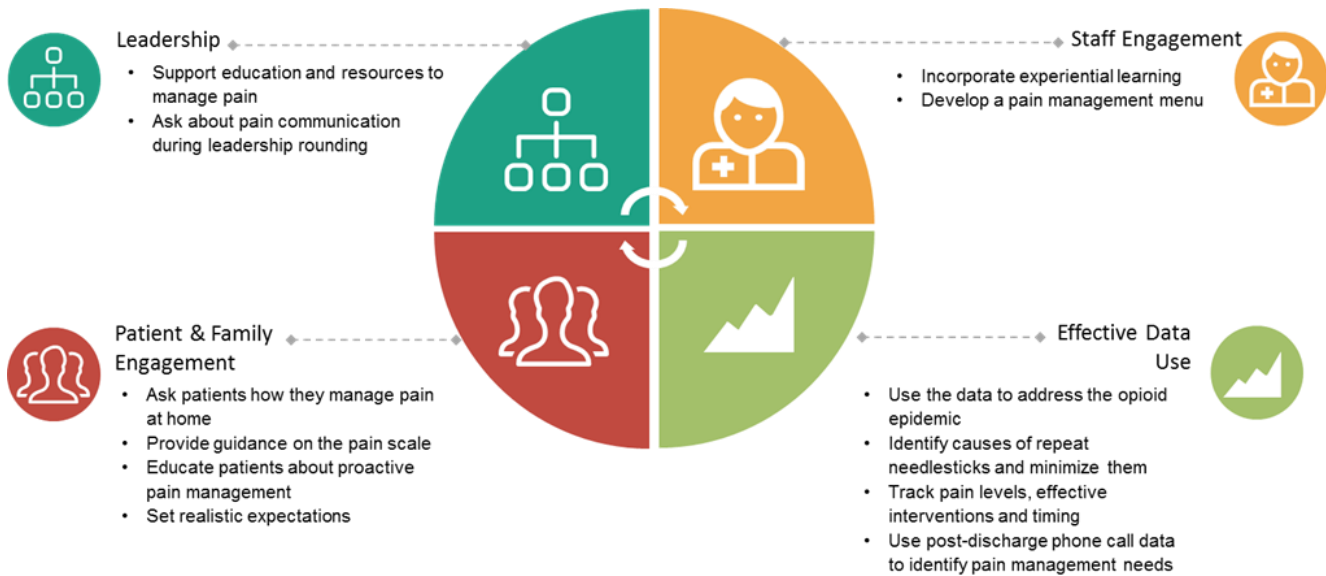 Leadership
• Support education and resources to
manage pain
• Ask about pain communication
during leadership rounding
Staff Engagement
• Incorporate experiential learning
• Develop a pain management menu
Patient & Family
Engagement
• Ask patients how they manage pain
at home
• Provide guidance on the pain scale
• Educate patients about proactive
pain management
• Set realistic expectations
Effective Data
Use
• Use the data to address the opioid
epidemic
• Identify causes of repeat
needlesticks and minimize them
• Track pain levels, effective
interventions and timing
• Use post-discharge phone call data
to identify pain management needs